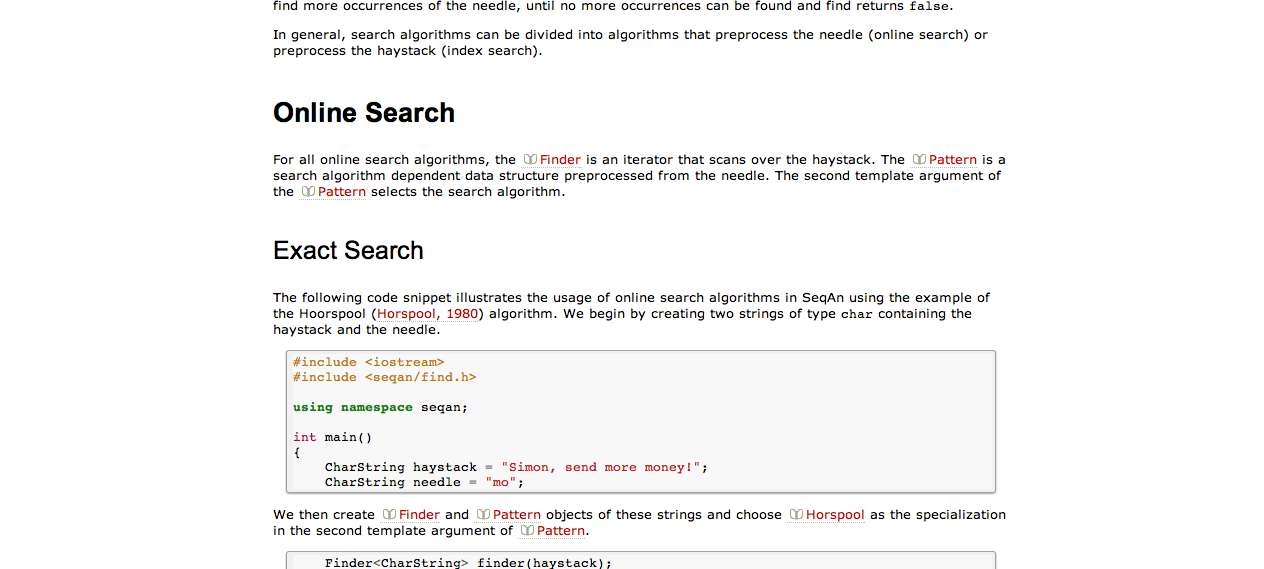 find more occurrences of the needle, until no more occurrences can be found and find returns false.
In general, search algorithms can be divided into algorithms that preprocess the needle (online search) or
preprocess the haystack (index search).
Online Search
For all online search algorithms, the Finder is an iterator that scans over the haystack. The Pattern is a
search algorithm dependent data structure preprocessed from the needle. The second template argument of
the Pattern selects the search algorithm.
Exact Search
The following code snippet illustrates the usage of online search algorithms in SeqAn using the example of
the Hoorspool (Horspool, 1980) algorithm. We begin by creating two strings of type char containing the
haystack and the needle.
#include <iostream>
#include <seqan/find.h>
using namespace seqan;
int main()
{
    CharString haystack = "Simon, send more money!";
    CharString needle = "mo";
We then create Finder and Pattern objects of these strings and choose Horspool as the specialization
in the second template argument of Pattern.
    Finder<CharString> finder(haystack);